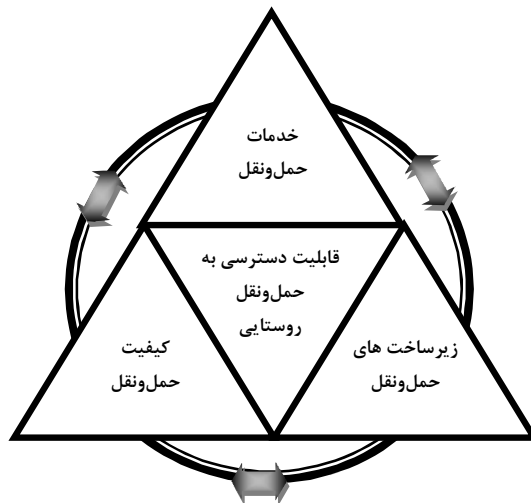 خدمات
حمل‌ونقل
قابلیت دسترسی به
حمل‌ونقل
روستایی
زیرساخت های
حمل‌ونقل
کیفیت
حمل‌ونقل